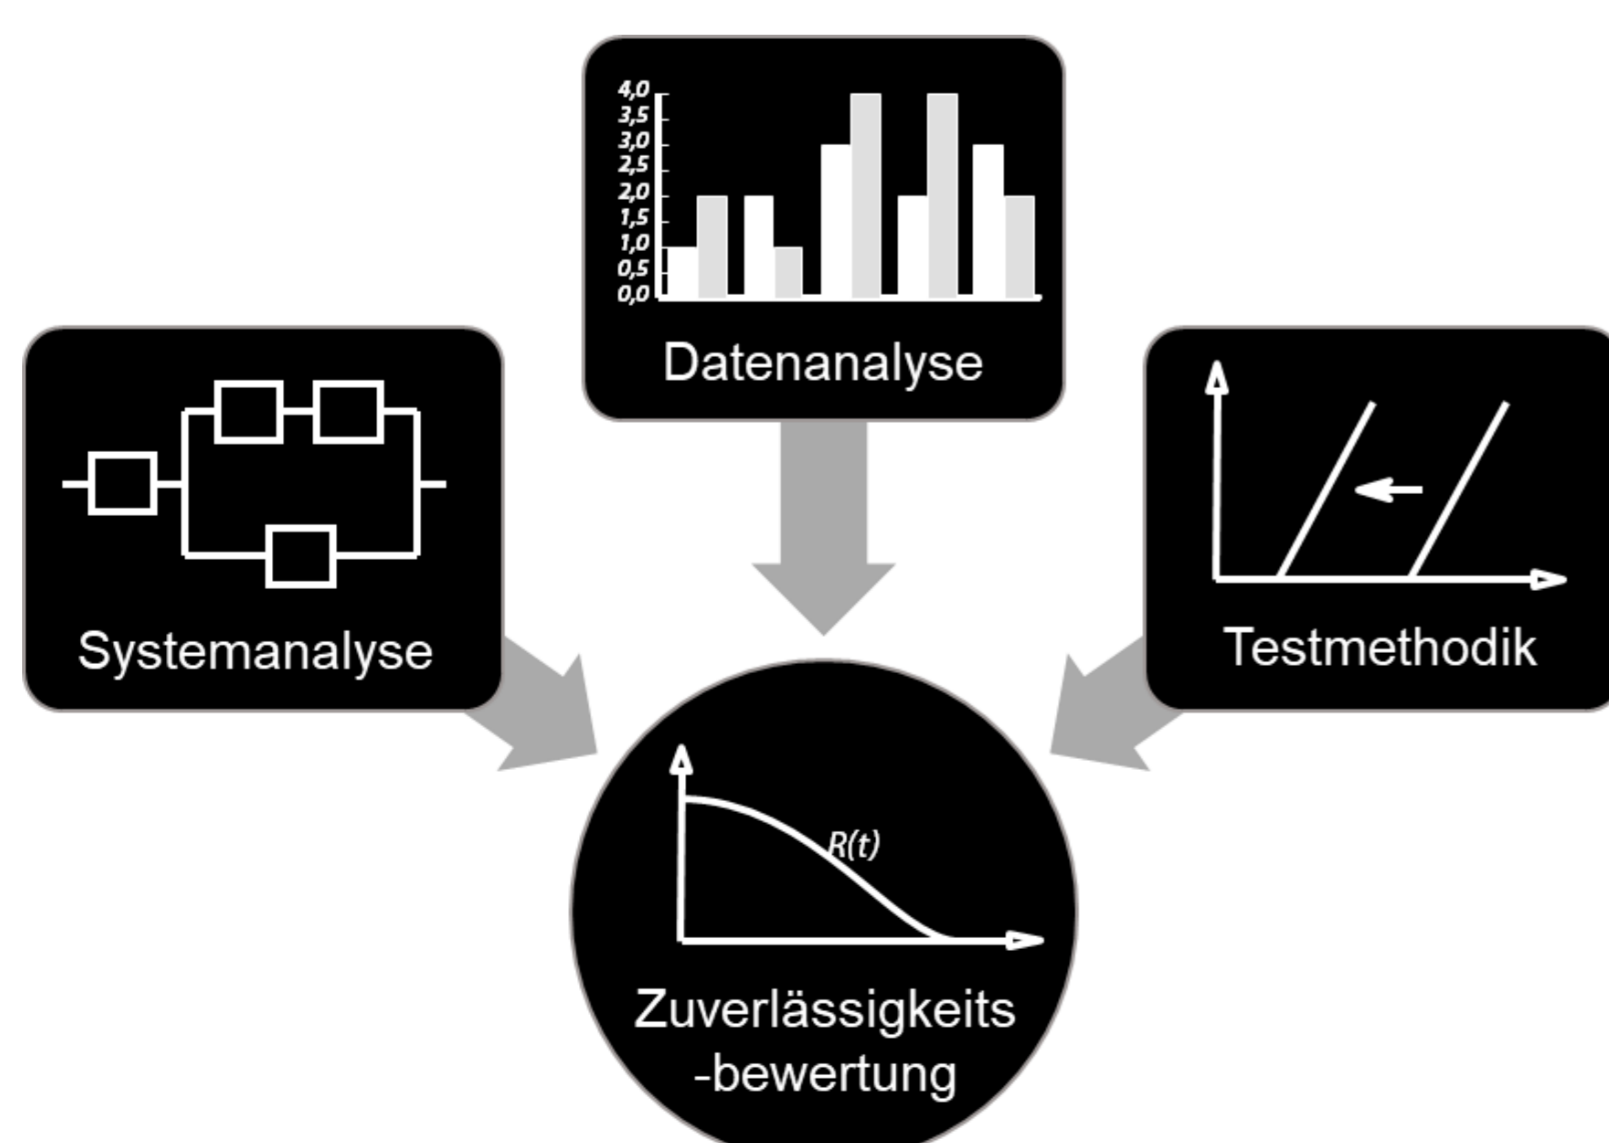 4,0
3,5
3,0
2,5
2,0
1,5
1,0
0,5
0,0
Datenanalyse
Systemanalyse
Testmethodik
R(t)
Zuverlässigkeits
-bewertung